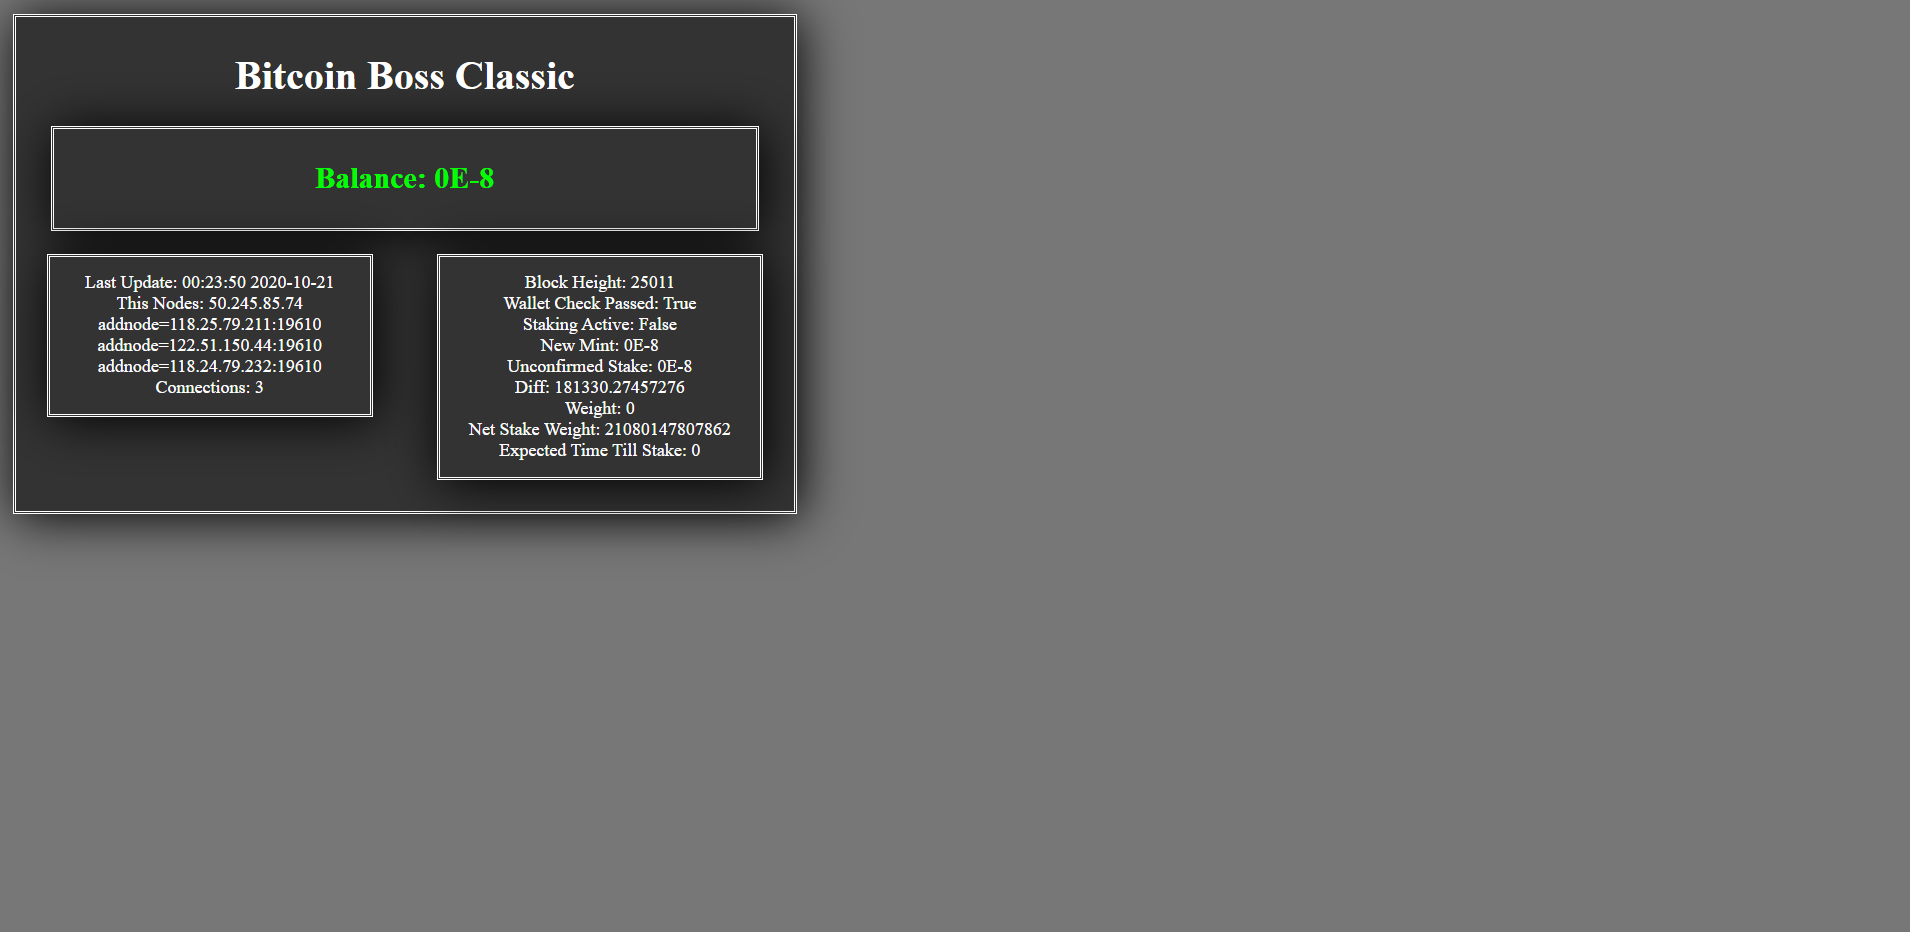 Bitcoin Boss Classic
Balance: 0E-8
Last Update: 00:23:50 2020-10-21
This Nodes: 50.245.85.74
addnode=118.25.79.211:19610
addnode=122.51.150.44:19610
addnode=118.24.79.232:19610
Connections: 3
Block Height: 25011
Wallet Check Passed: True
Staking Active: False
New Mint: 0E-8
Unconfirmed Stake: 0E-8
Diff: 181330.27457276
Weight: 0
Net Stake Weight: 21080147807862
Expected Time Till Stake: 0